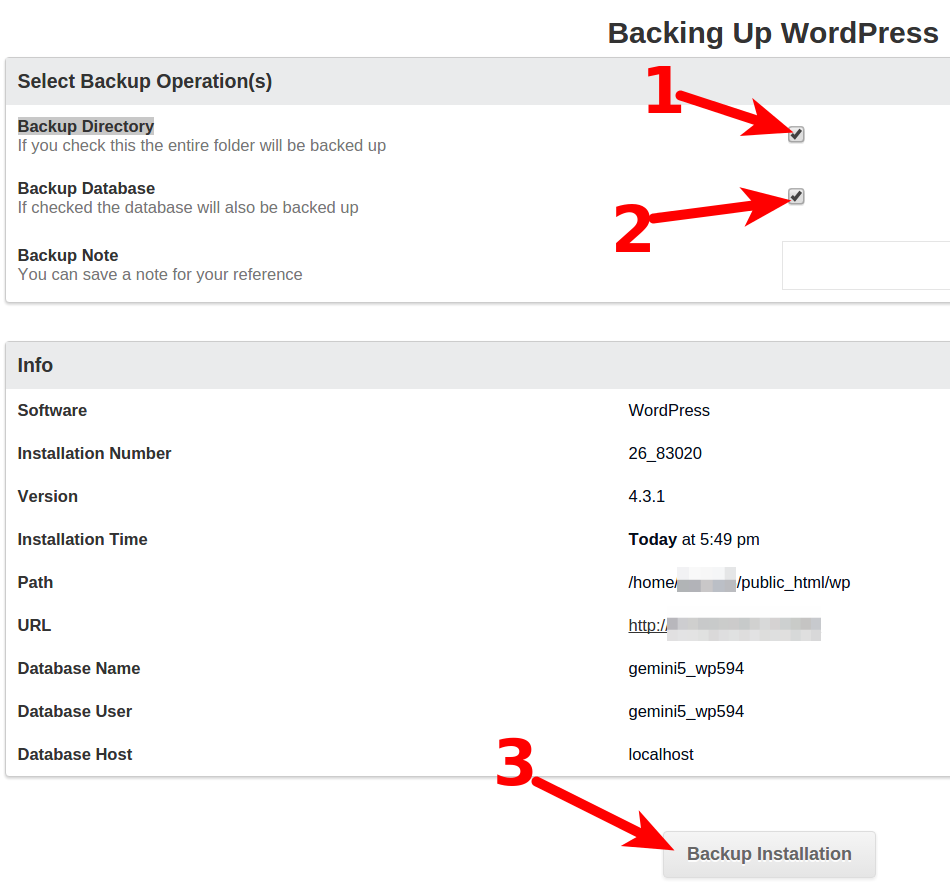 Backing Up WordPress
Select Backup Operation(s)
1
Backup Directory
If you check this the entire folder will be backed up
Backup Database
If checked the database will also be backed up
2
Backup Note
You can save a note for your reference
Info
Software WordPress
Installation Number 26_83020
Version 4.3.1
Installation Time Today at 5:49 pm
Path /home/ /public_html/wp
URL http://
Database Name gemini5_wp594
Database User gemini5_wp594
Database Host localhost
3
Backup Installation